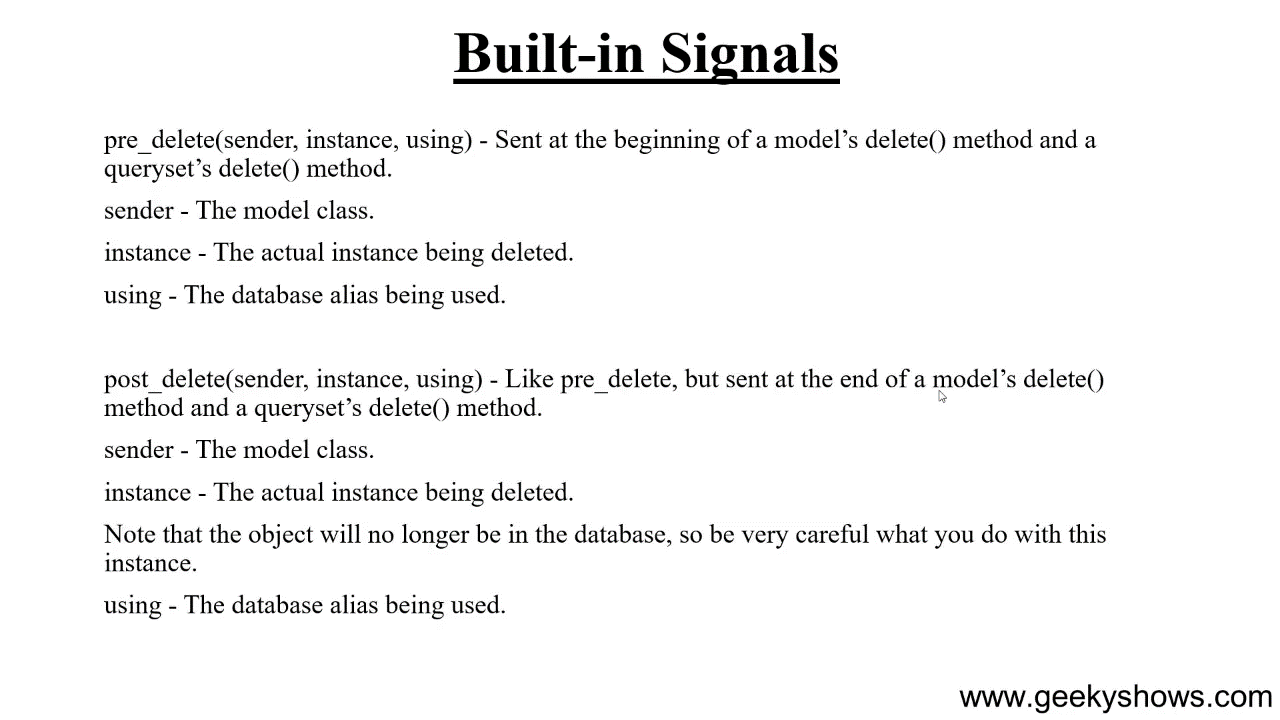 Built-in Signals
pre_delete(sender, instance, using) - Sent at the beginning of a model’s delete() method and a
queryset’s delete() method.
sender - The model class.
instance - The actual instance being deleted.
using - The database alias being used.
post_delete(sender, instance, using) - Like pre_delete, but sent at the end of a model’s delete()
method and a queryset’s delete() method.
sender - The model class.
instance - The actual instance being deleted.
Note that the object will no longer be in the database, so be very careful what you do with this
instance.
using - The database alias being used.
www.geekyshows.com